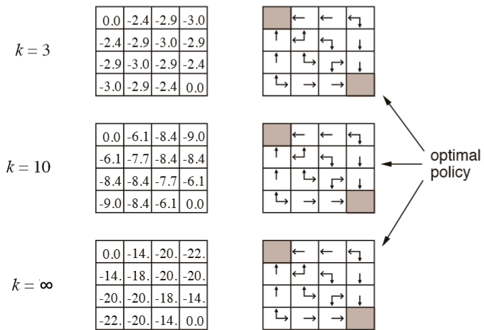 k = 3
0.0 -2.4 -2.9 -3.0
-2.4 -2.9 -3.0 -2.9
-2.9 -3.0 -2.9 -2.4
-3.0 -2.9 -2.4 0.0
k = 10
0.0 -6.1 -8.4 -9.0
-6.1 -7.7 -8.4 -8.4
-8.4 -8.4 -7.7 -6.1
-9.0 -8.4 -6.1 0.0
optimal
policy
k = ∞
0.0 -14. -20. -22.
-14. -18. -20. -20.
-20. -20. -18. -14.
-22. -20. -14. 0.0